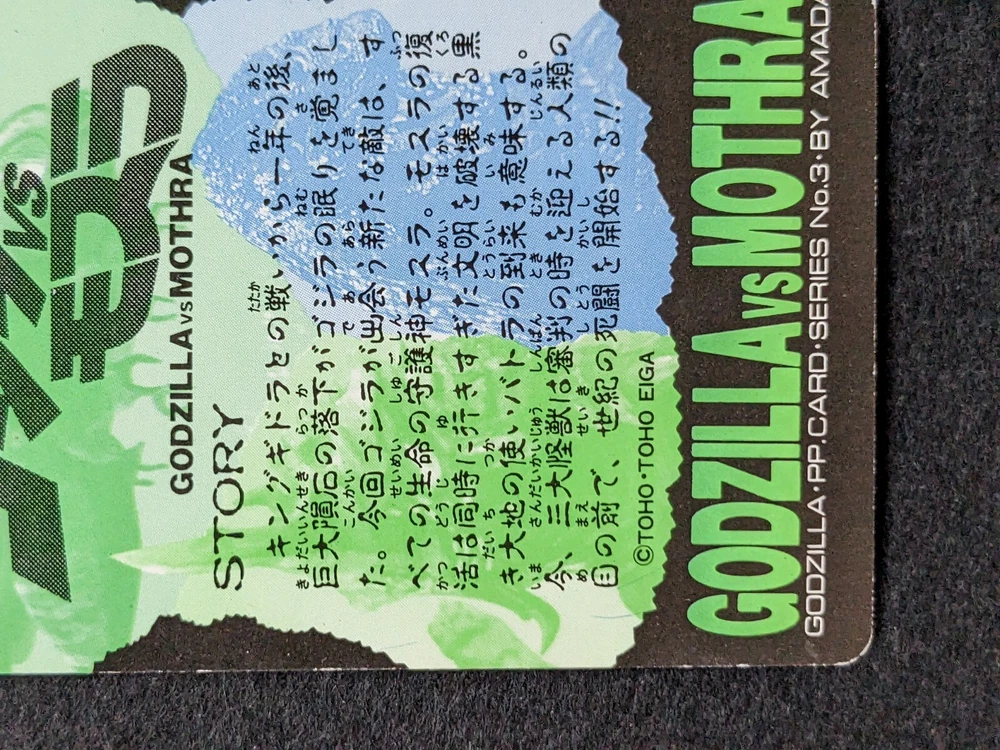 VS
GODZILLA VS MOTHRA
STORY
キングギドラとの戦いから一年の後、
巨大隕石の落下がゴジラの眠りを覚まし
た。今回ゴジラが出会う新たな敵は、す
べての生命の守護神モスラ。モスラの復
活は同時に行きすぎた文明を破壊する黒
き大地の使いバトラの到来も意味する。
今、三大怪獣は審判の時を迎える人類の
目の前で、世紀の死闘を開始する!!
©TOHO・TOHO EIGA
GODZILLA VS MOTHRA
GODZILLA・PP.CARD・SERIES No.3・BY AMADA